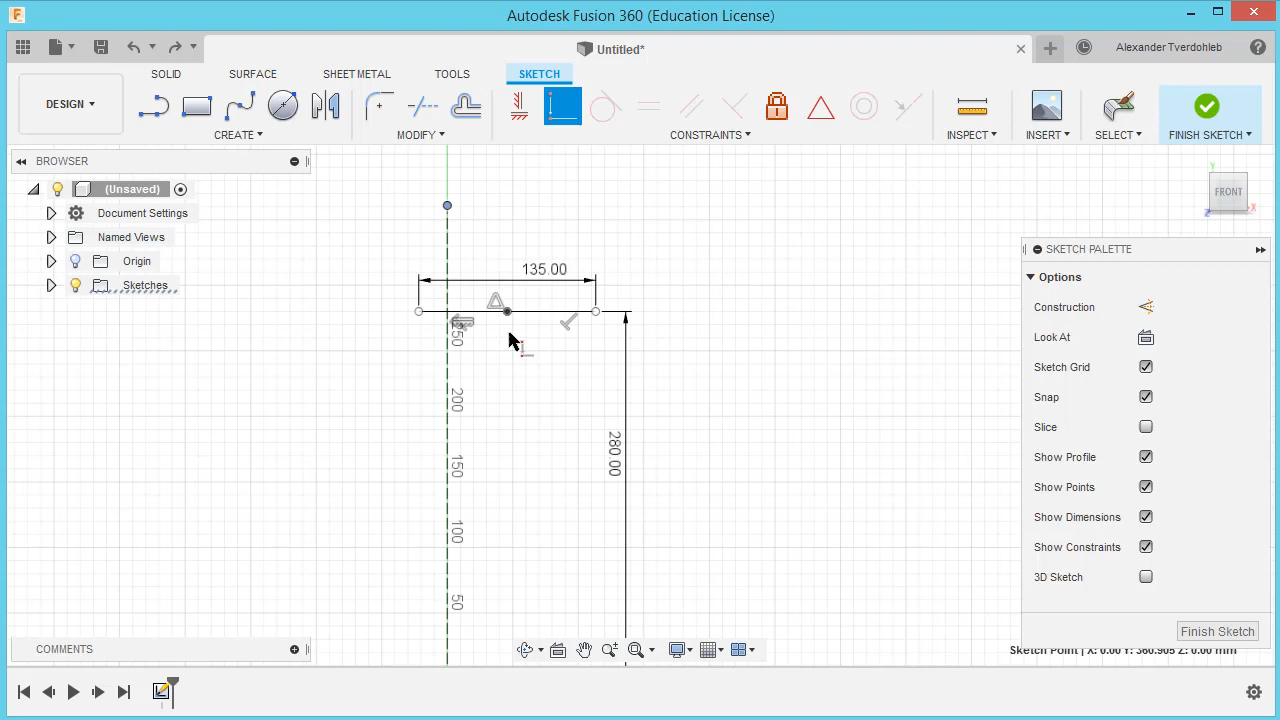 Autodesk Fusion 360 (Education License)
Untitled*
Alexander Tverdohleb
DESIGN
SOLID
SURFACE
SHEET METAL
TOOLS
SKETCH
CREATE
MODIFY
CONSTRAINTS
INSPECT
INSERT
SELECT
FINISH SKETCH
BROWSER
(Unsaved)
Document Settings
Named Views
Origin
Sketches
Y
FRONT
X
Z
135.00
250
200
150
100
50
280.00
SKETCH PALETTE
Options
Construction
Look At
Sketch Grid
Snap
Slice
Show Profile
Show Points
Show Dimensions
Show Constraints
3D Sketch
Finish Sketch
Sketch Point | X: 0.00 Y: 360.905 Z: 0.00 mm
COMMENTS